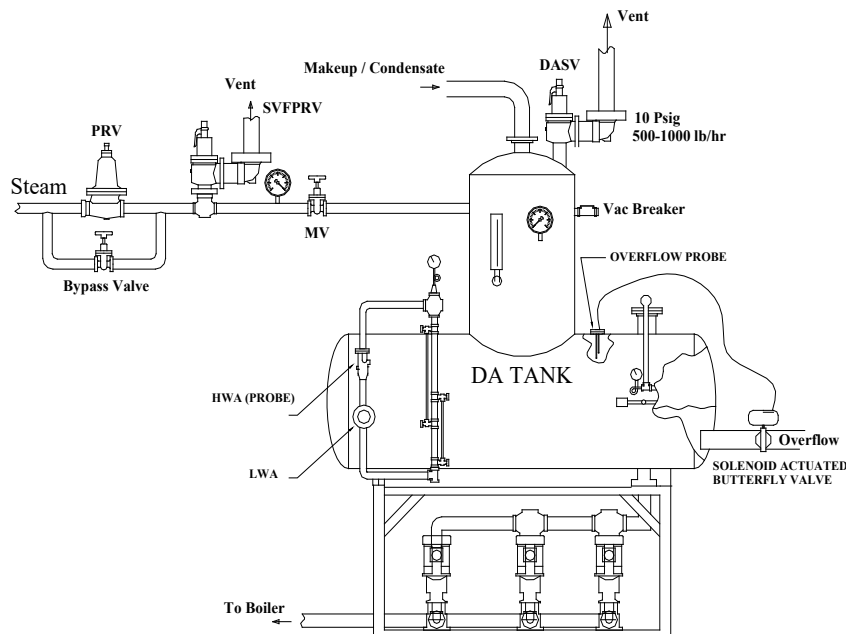 Vent
Vent
DASV
Makeup / Condensate
SVFPRV
PRV
10 Psig
500-1000 lb/hr
Steam
Vac Breaker
MV
OVERFLOW PROBE
Bypass Valve
DA TANK
HWA (PROBE)
Overflow
LWA
SOLENOID ACTUATED
BUTTERFLY VALVE
To Boiler